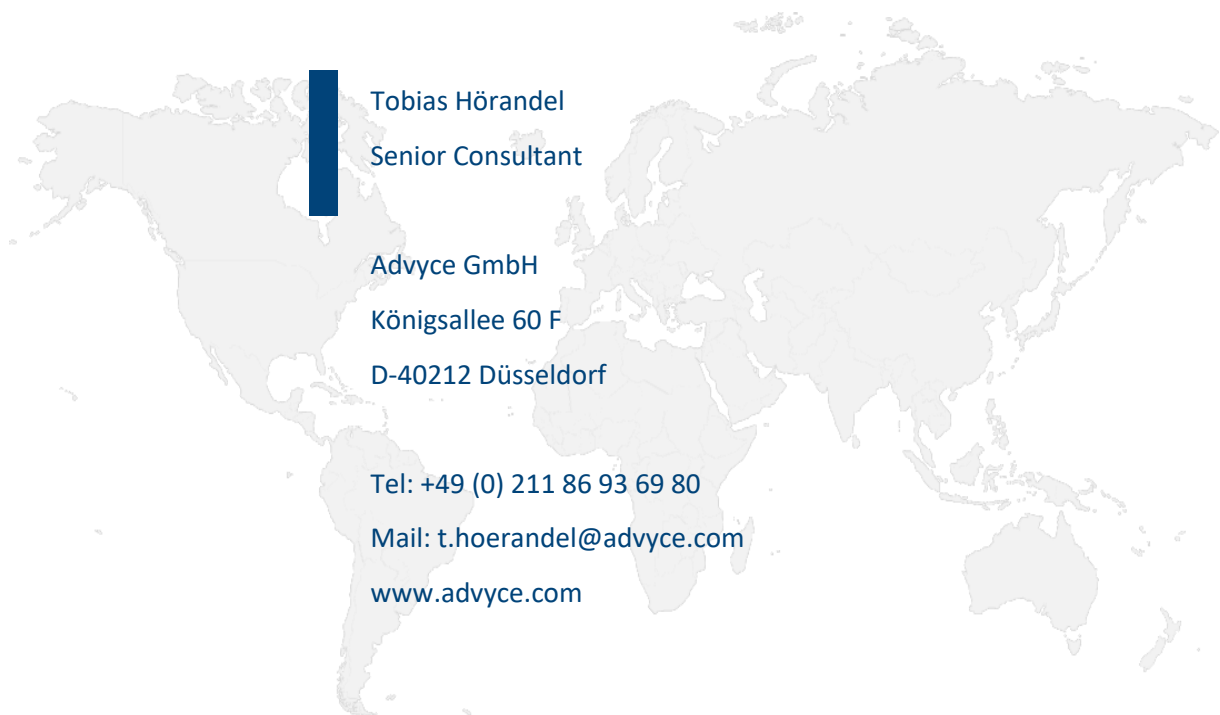 Tobias Hörandel
Senior Consultant
Advyce GmbH
Königsallee 60 F
D-40212 Düsseldorf
Tel: +49 (0) 211 86 93 69 80
Mail: t.hoerandel@advyce.com
www.advyce.com